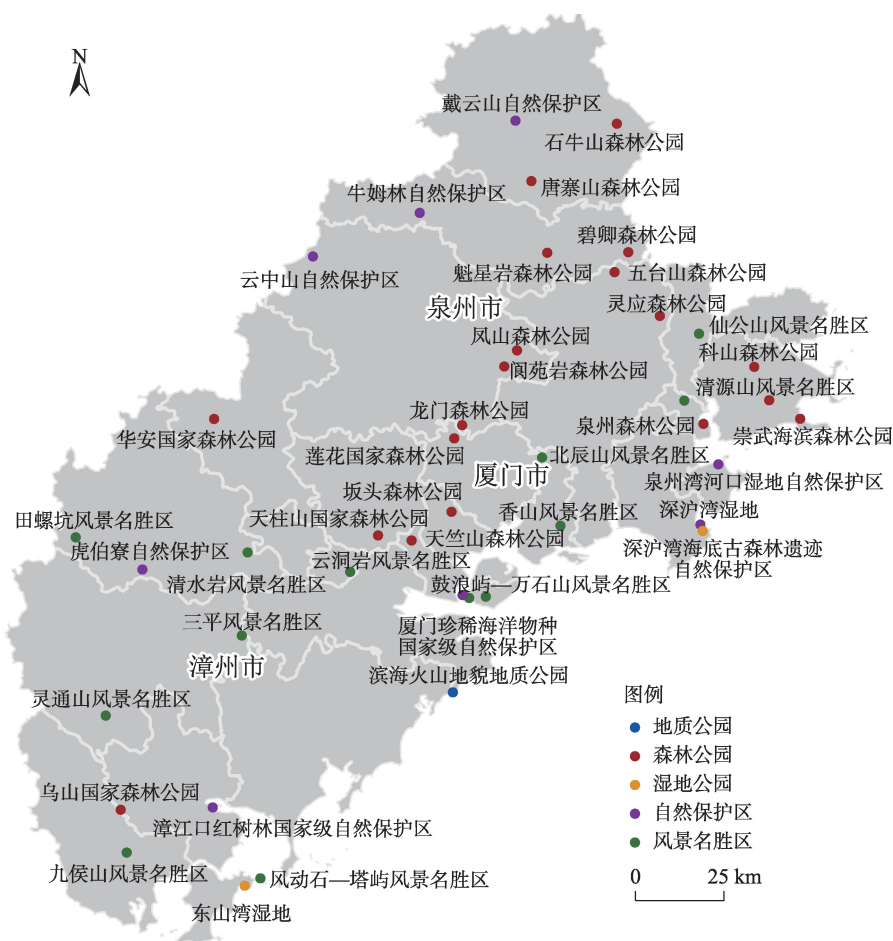 N
戴云山自然保护区
石牛山森林公园
唐寨山森林公园
牛姆林自然保护区
碧卿森林公园
云中山自然保护区
魁星岩森林公园
五台山森林公园
泉州市
灵应森林公园
仙公山风景名胜区
凤山森林公园
科山森林公园
阆苑岩森林公园
清源山风景名胜区
龙门森林公园
泉州森林公园
崇武海滨森林公园
华安国家森林公园
莲花国家森林公园
北辰山风景名胜区
厦门市
泉州湾河口湿地自然保护区
坂头森林公园
深沪湾湿地
田螺坑风景名胜区
天柱山国家森林公园
香山风景名胜区
天竺山森林公园
虎伯寮自然保护区
深沪湾海底古森林遗迹
自然保护区
云洞岩风景名胜区
清水岩风景名胜区
鼓浪屿—万石山风景名胜区
三平风景名胜区
厦门珍稀海洋物种
国家级自然保护区
漳州市
滨海火山地貌地质公园
灵通山风景名胜区
乌山国家森林公园
漳江口红树林国家级自然保护区
九侯山风景名胜区
风动石—塔屿风景名胜区
东山湾湿地
图例
地质公园
森林公园
湿地公园
自然保护区
风景名胜区
0 25 km